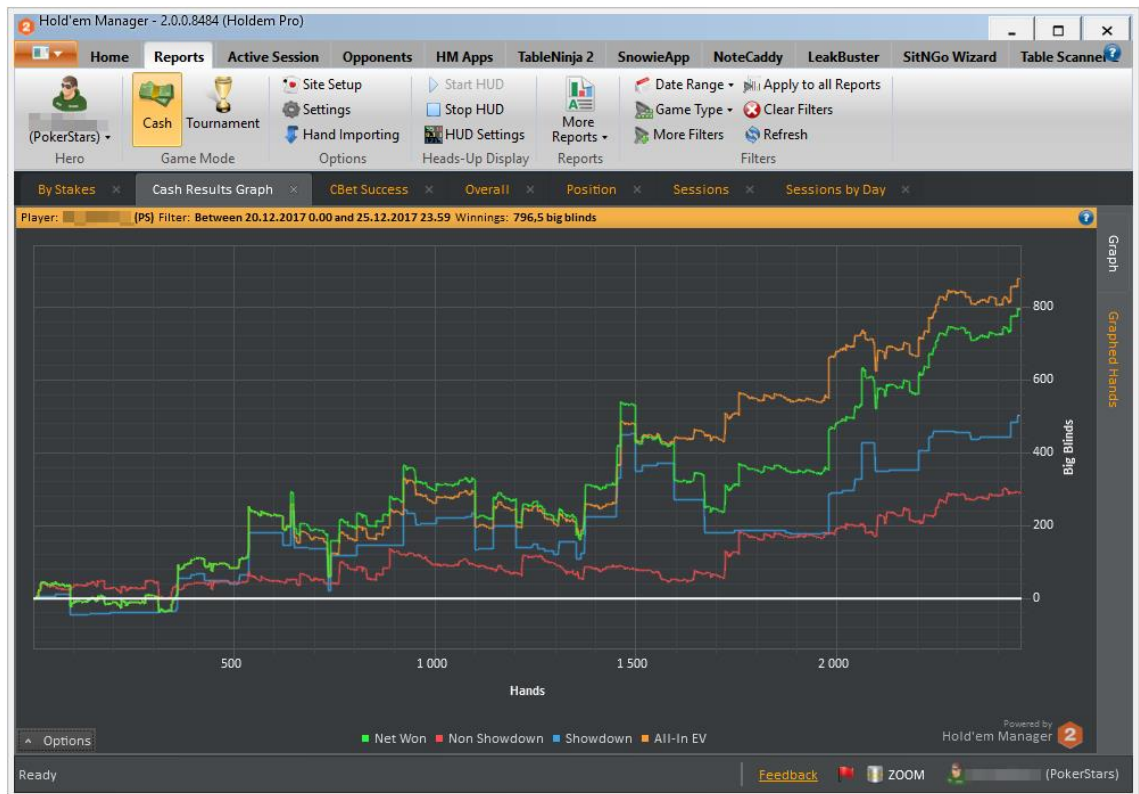 Hold'em Manager - 2.0.0.8484 (Holdem Pro)
Home Reports Active Session Opponents HM Apps TableNinja 2 SnowieApp NoteCaddy LeakBuster SitNGo Wizard Table Scanner
Site Setup Start HUD Date Range Apply to all Reports
Cash Tournament Settings Stop HUD More Reports Game Type Clear Filters
(PokerStars) Hand Importing HUD Settings More Filters Refresh
Hero Game Mode Options Heads-Up Display Reports Filters
By Stakes Cash Results Graph CBet Success Overall Position Sessions Sessions by Day
Player: (PS) Filter: Between 20.12.2017 0.00 and 25.12.2017 23.59 Winnings: 796,5 big blinds
Graph
Graphed Hands
800
600
400
200
0
Big Blinds
500 1 000 1 500 2 000
Hands
Net Won Non Showdown Showdown All-In EV
Powered by
Hold'em Manager 2
Options
Ready Feedback ZOOM (PokerStars)